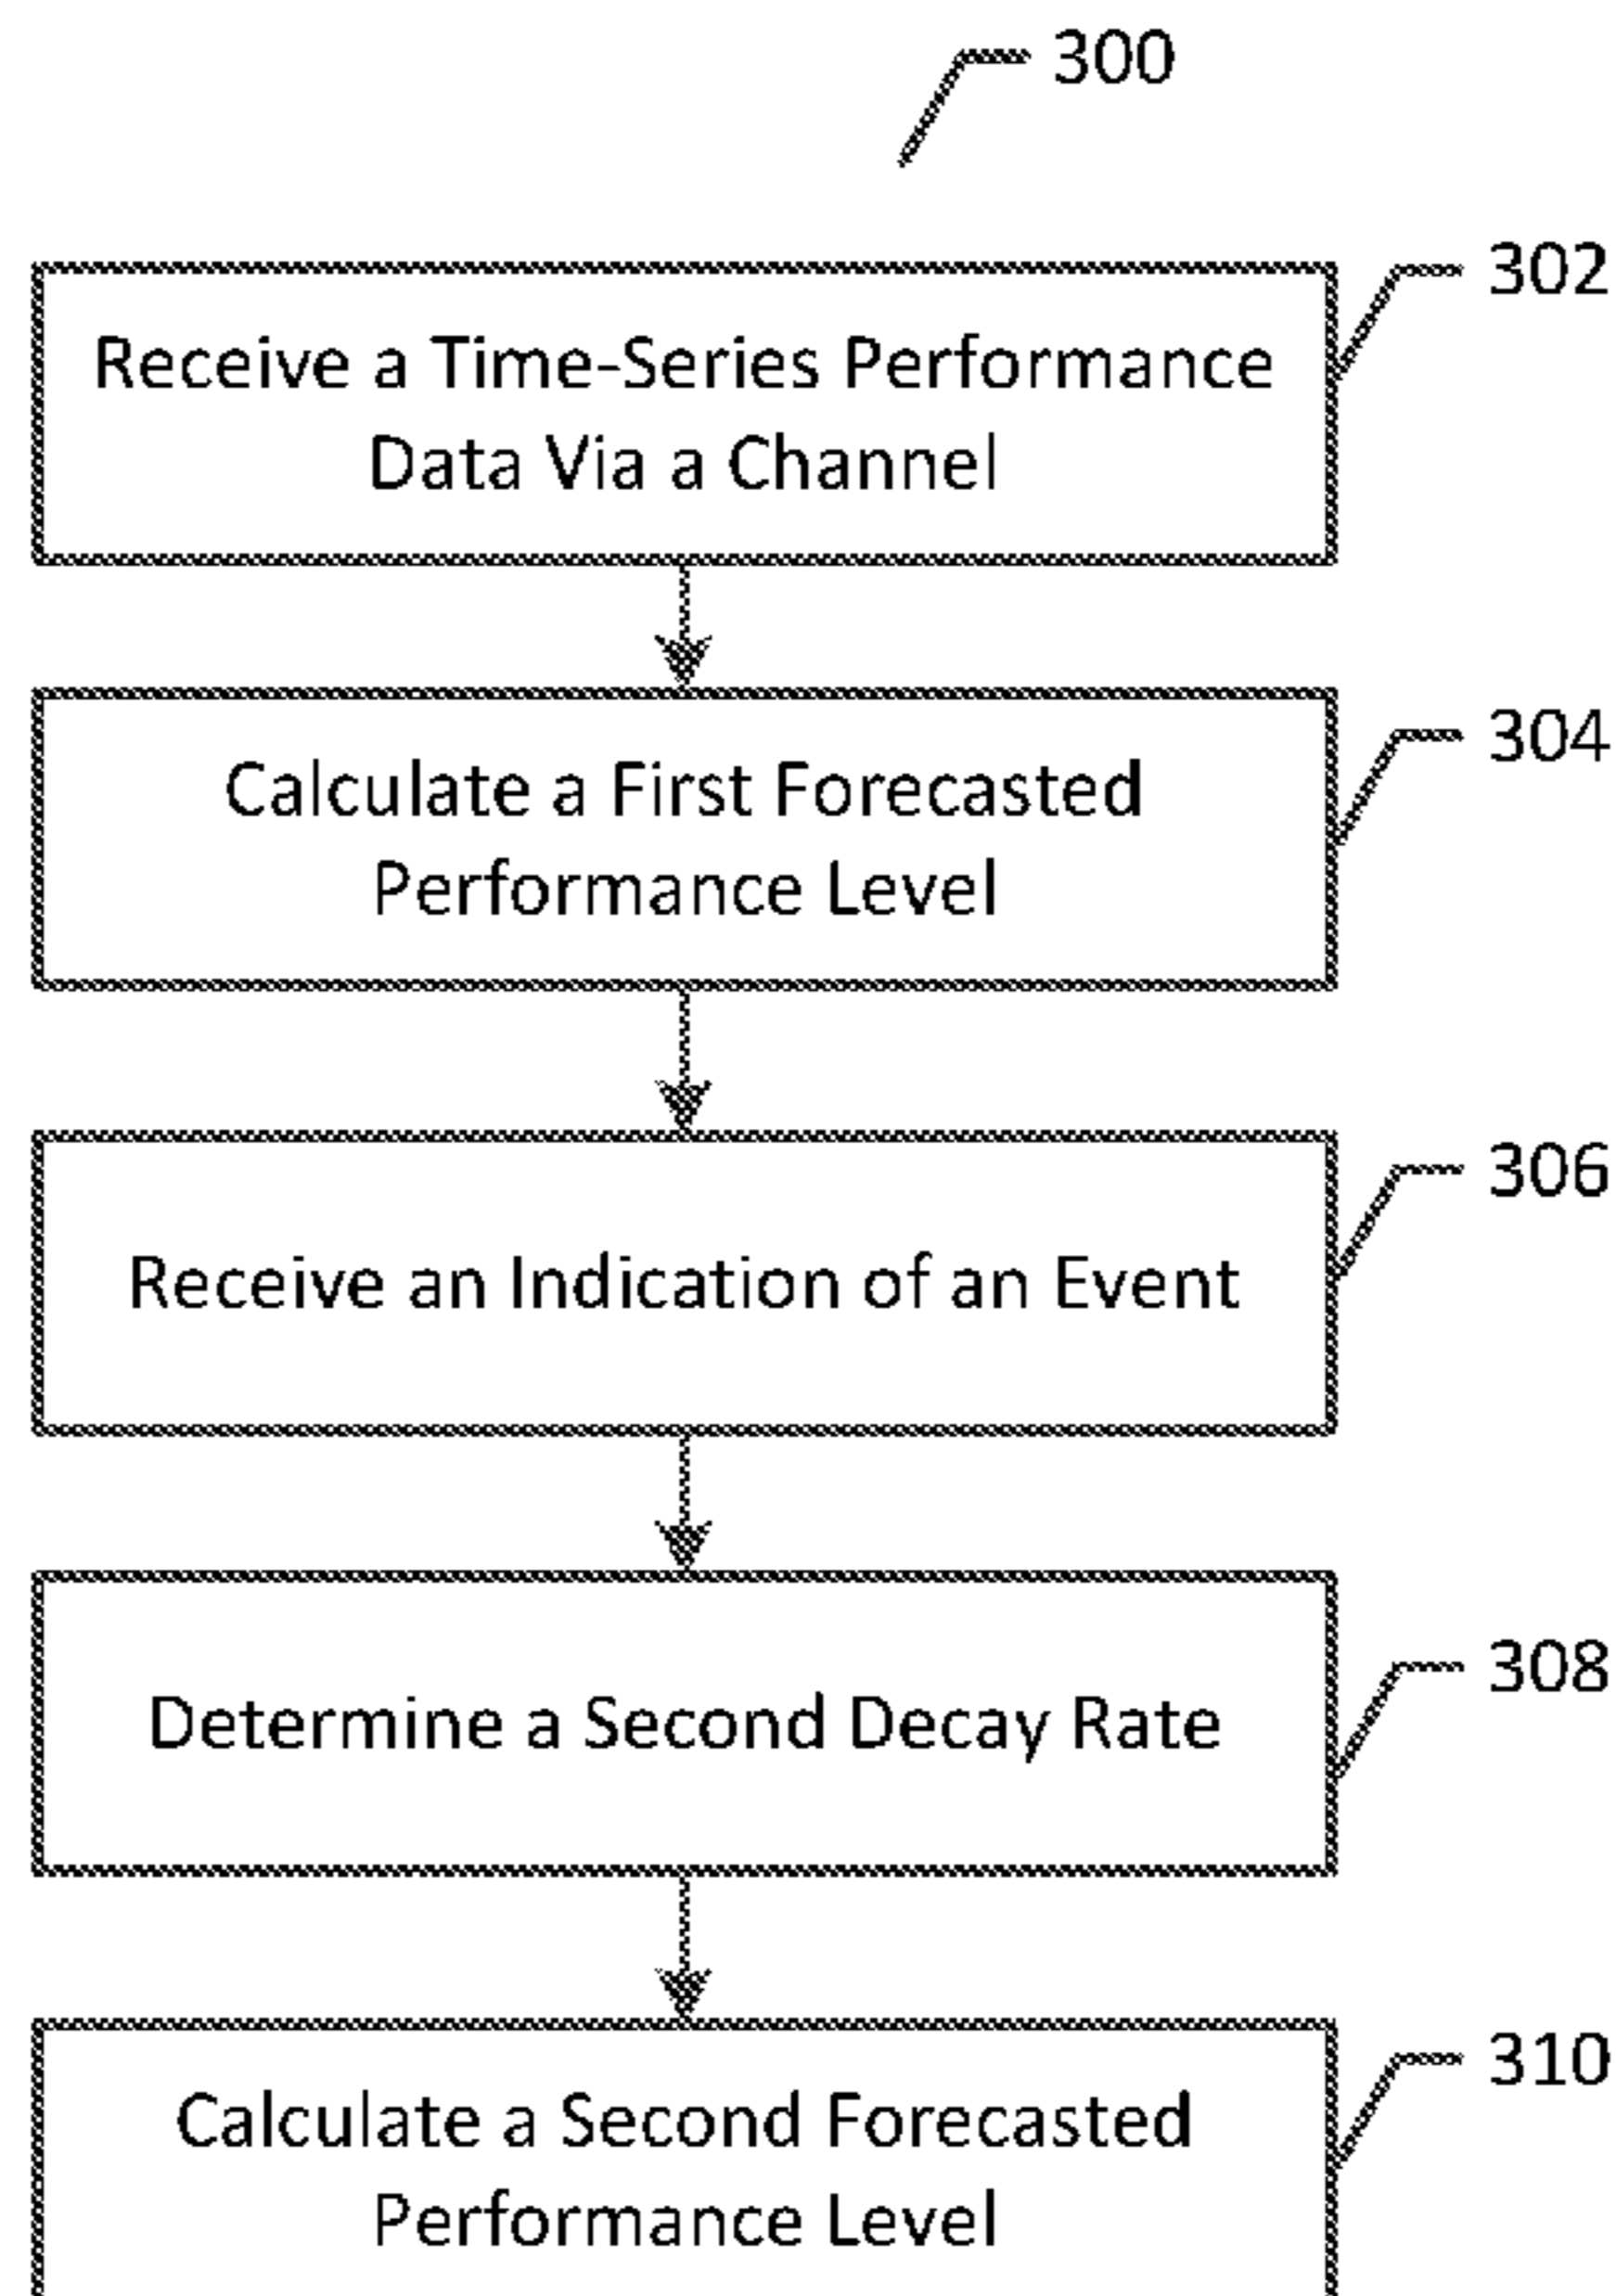 300
302
Receive a Time-Series Performance
Data Via a Channel
304
Calculate a First Forecasted
Performance Level
306
Receive an Indication of an Event
308
Determine a Second Decay Rate
310
Calculate a Second Forecasted
Performance Level